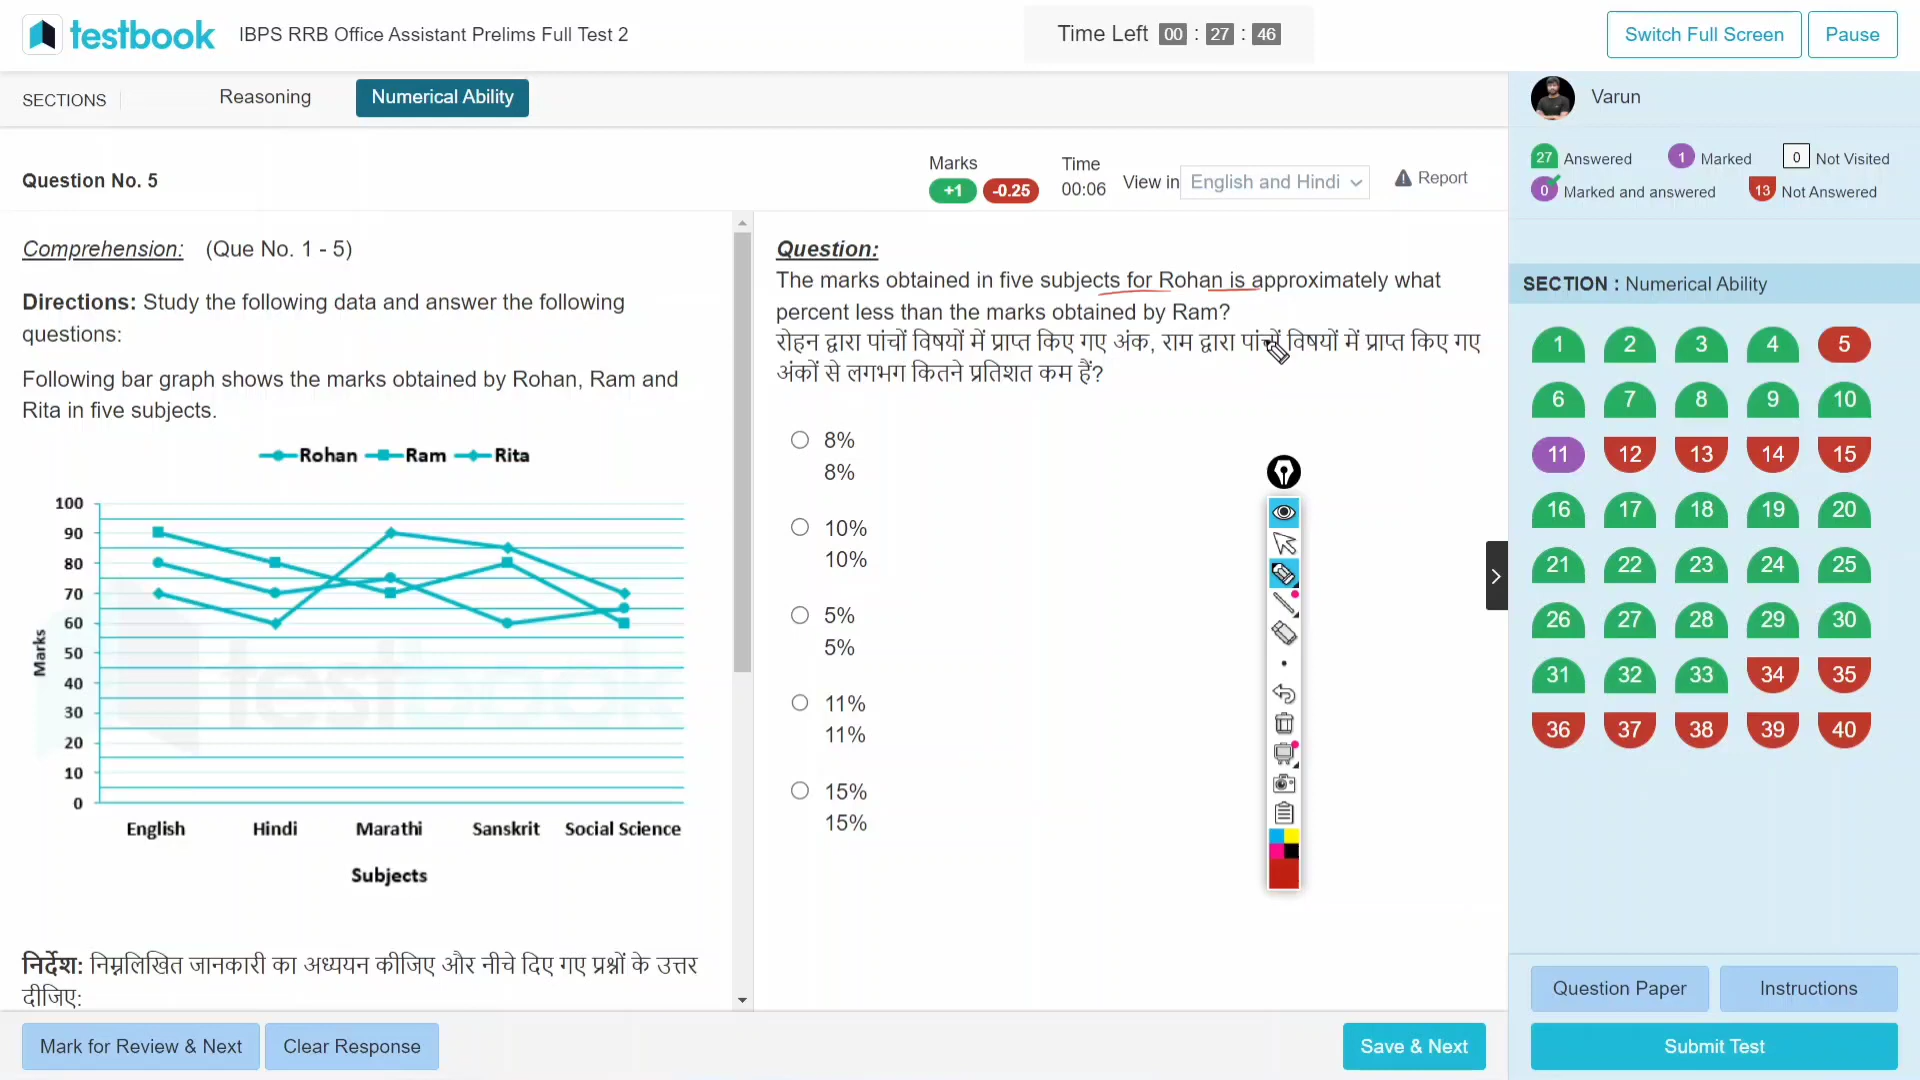 testbook
IBPS RRB Office Assistant Prelims Full Test 2
Time Left 00 : 27 : 46
Switch Full Screen
Pause
SECTIONS
Reasoning
Numerical Ability
Varun
27 Answered
1 Marked
0 Not Visited
0 Marked and answered
13 Not Answered
Question No. 5
Marks
+1 -0.25
Time
00:06
View in English and Hindi
Report
Comprehension: (Que No. 1 - 5)
Directions: Study the following data and answer the following
questions:
Following bar graph shows the marks obtained by Rohan, Ram and
Rita in five subjects.
Rohan Ram Rita
100
90
80
70
60
50
40
30
20
10
0
Marks
English Hindi Marathi Sanskrit Social Science
Subjects
testbook
निर्देश: निम्नलिखित जानकारी का अध्ययन कीजिए और नीचे दिए गए प्रश्नों के उत्तर
दीजिए:
Question:
The marks obtained in five subjects for Rohan is approximately what
percent less than the marks obtained by Ram?
रोहन द्वारा पांचों विषयों में प्राप्त किए गए अंक, राम द्वारा पांचों विषयों में प्राप्त किए गए
अंकों से लगभग कितने प्रतिशत कम हैं?
8%
8%
10%
10%
5%
5%
11%
11%
15%
15%
SECTION : Numerical Ability
1 2 3 4 5
6 7 8 9 10
11 12 13 14 15
16 17 18 19 20
21 22 23 24 25
26 27 28 29 30
31 32 33 34 35
36 37 38 39 40
Mark for Review & Next
Clear Response
Save & Next
Question Paper
Instructions
Submit Test